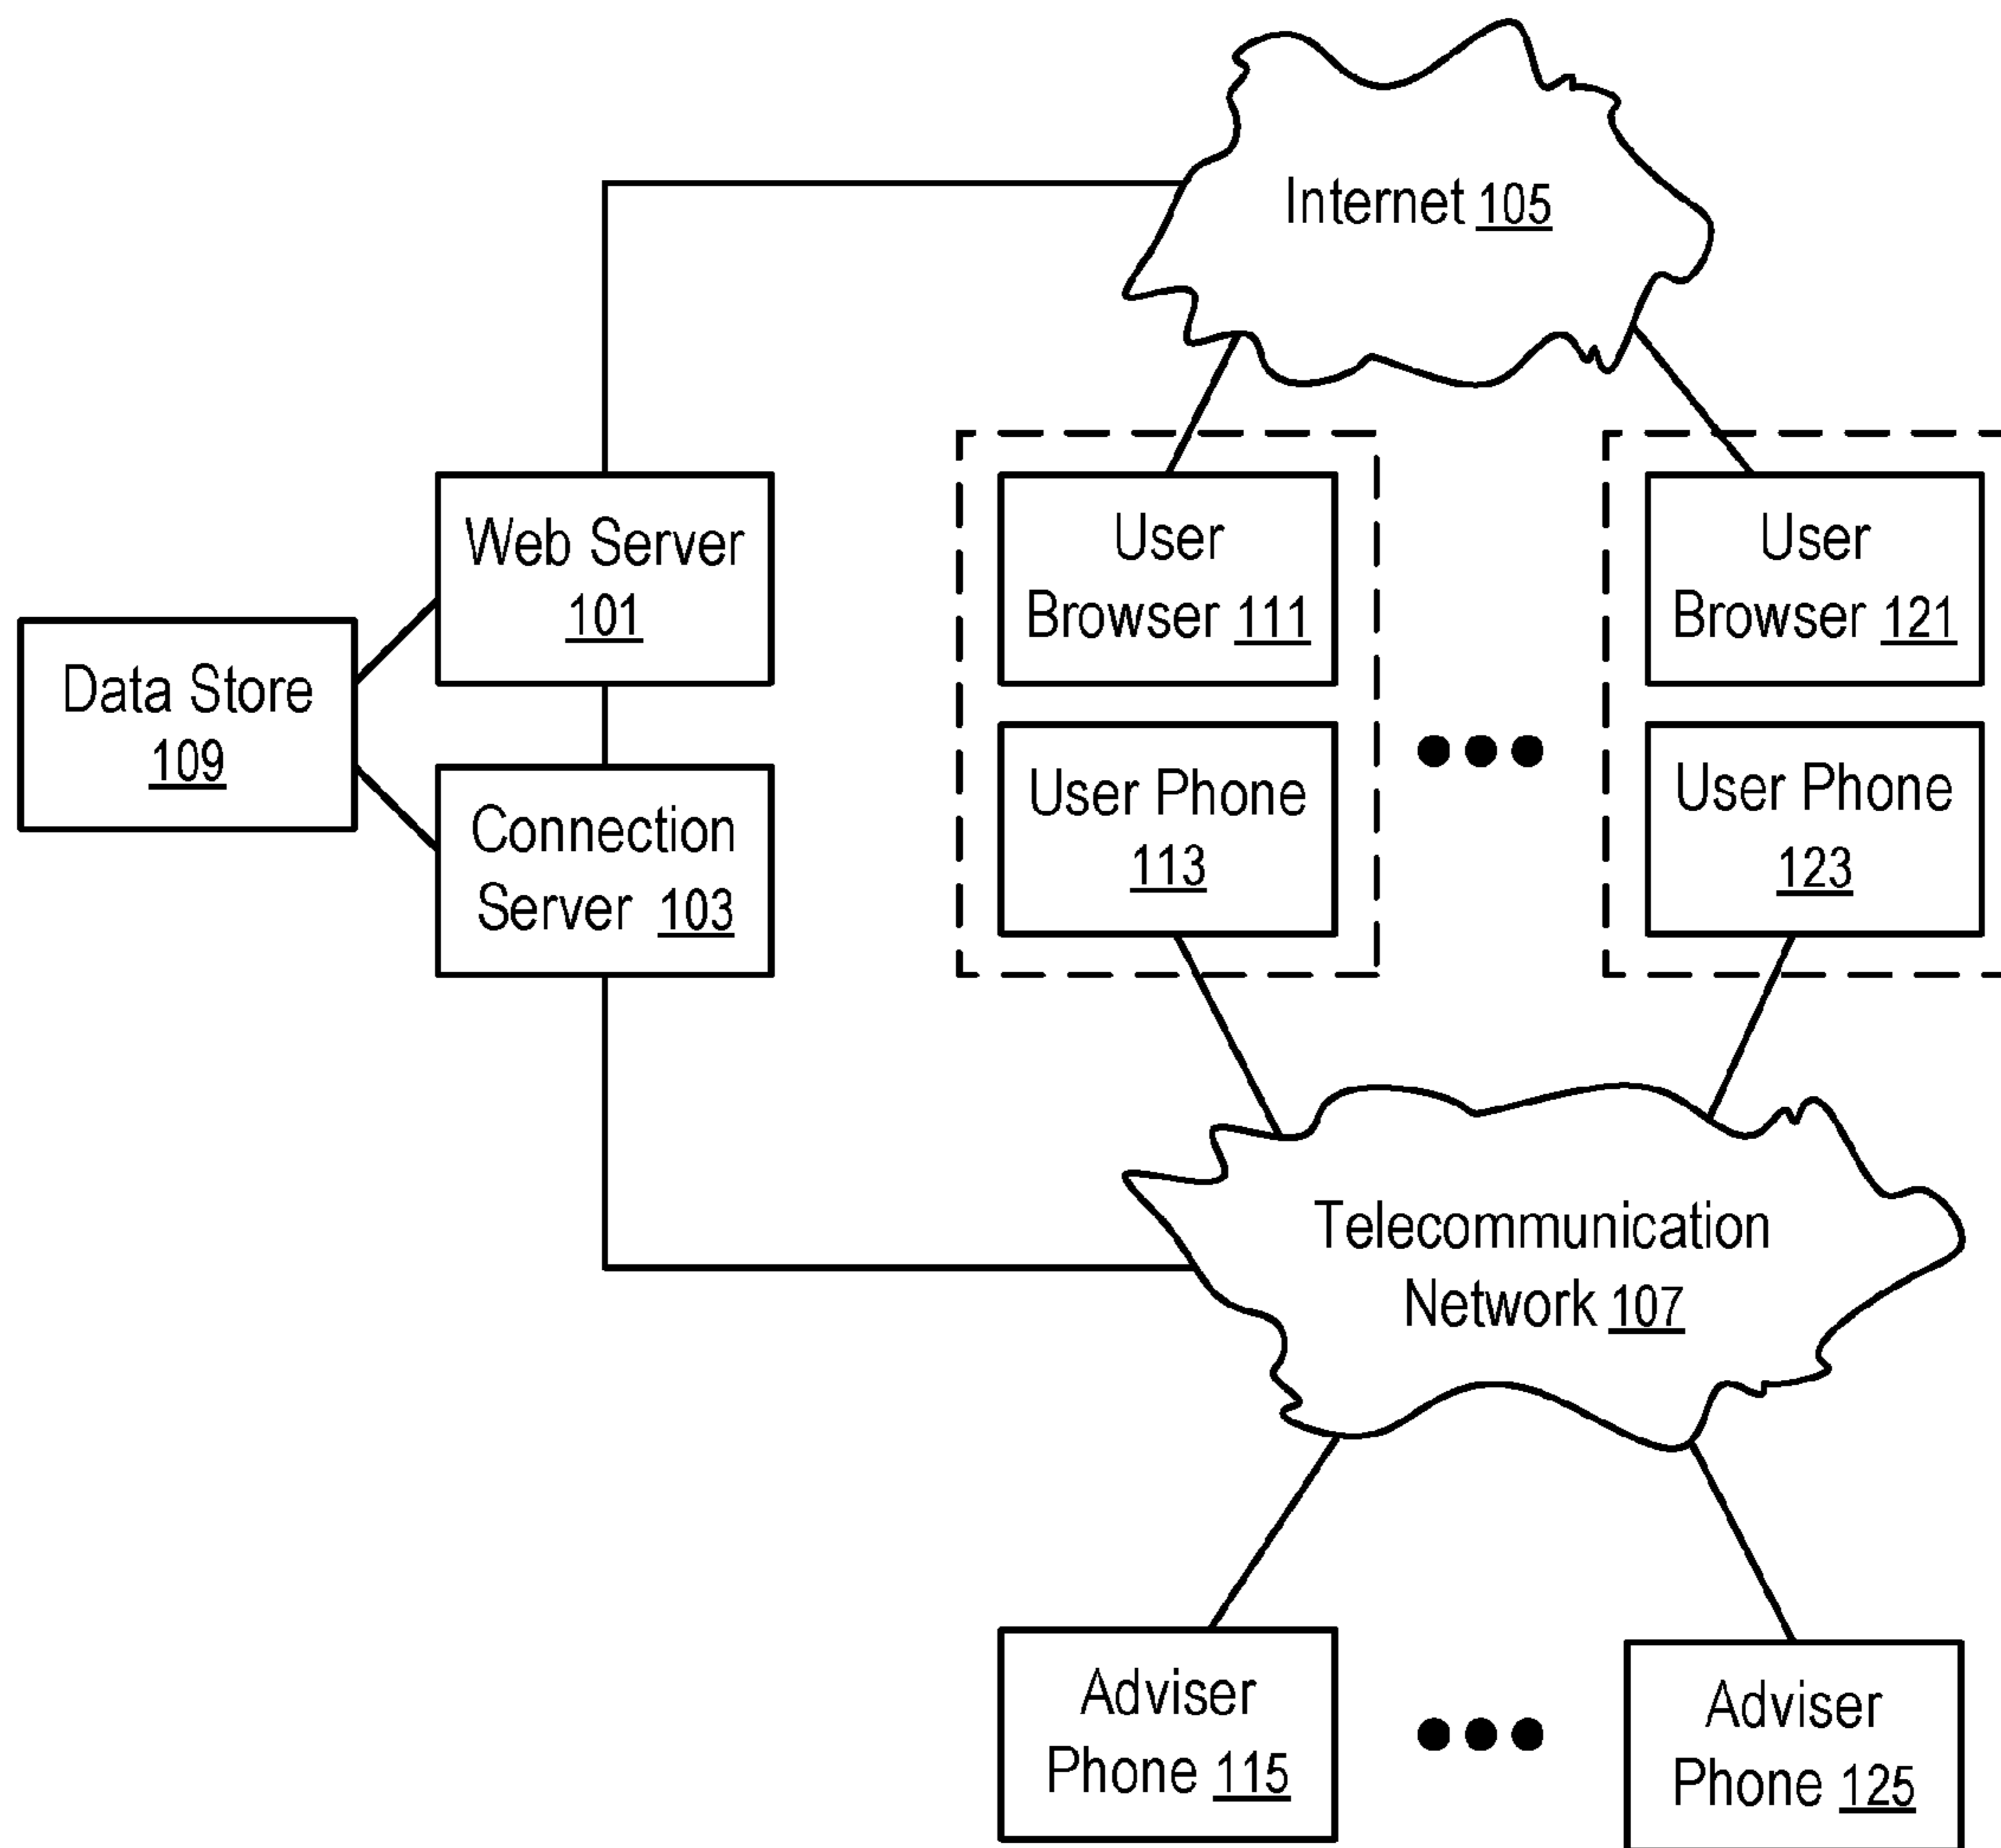 Internet 105
Web Server
101
User
Browser 111
User
Browser 121
Data Store
109
Connection
Server 103
User Phone
113
User Phone
123
Telecommunication
Network 107
Adviser
Phone 115
Adviser
Phone 125